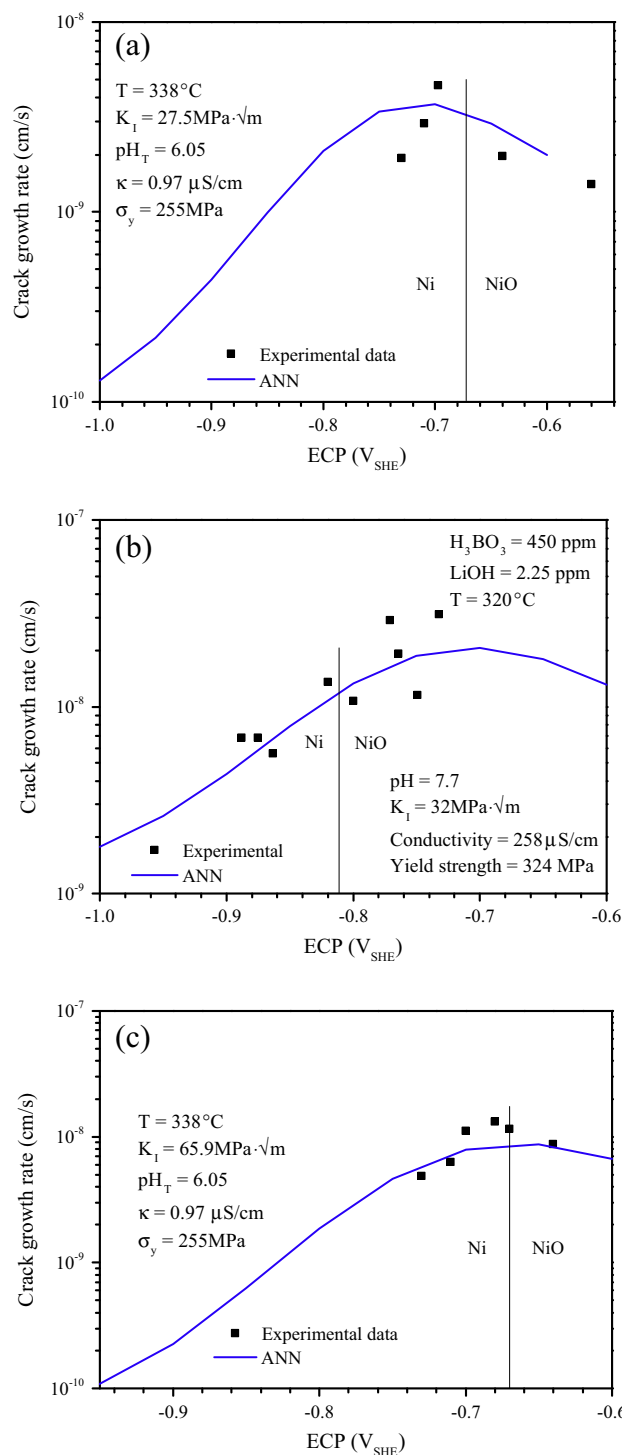 (a)
T = 338°C
K_I = 27.5MPa·√m
pH_T = 6.05
κ = 0.97 μS/cm
σ_y = 255MPa
Ni NiO
Experimental data
ANN
Crack growth rate (cm/s)
10^-8
10^-9
10^-10
-1.0 -0.9 -0.8 -0.7 -0.6
ECP (V_SHE)
(b)
H_3BO_3 = 450 ppm
LiOH = 2.25 ppm
T = 320°C
Ni NiO
pH = 7.7
K_I = 32MPa·√m
Conductivity = 258μS/cm
Yield strength = 324 MPa
Experimental
ANN
Crack growth rate (cm/s)
10^-7
10^-8
10^-9
-1.0 -0.9 -0.8 -0.7 -0.6
ECP (V_SHE)
(c)
T = 338°C
K_I = 65.9MPa·√m
pH_T = 6.05
κ = 0.97 μS/cm
σ_y = 255MPa
Ni NiO
Experimental data
ANN
Crack growth rate (cm/s)
10^-7
10^-8
10^-9
10^-10
-0.9 -0.8 -0.7 -0.6
ECP (V_SHE)